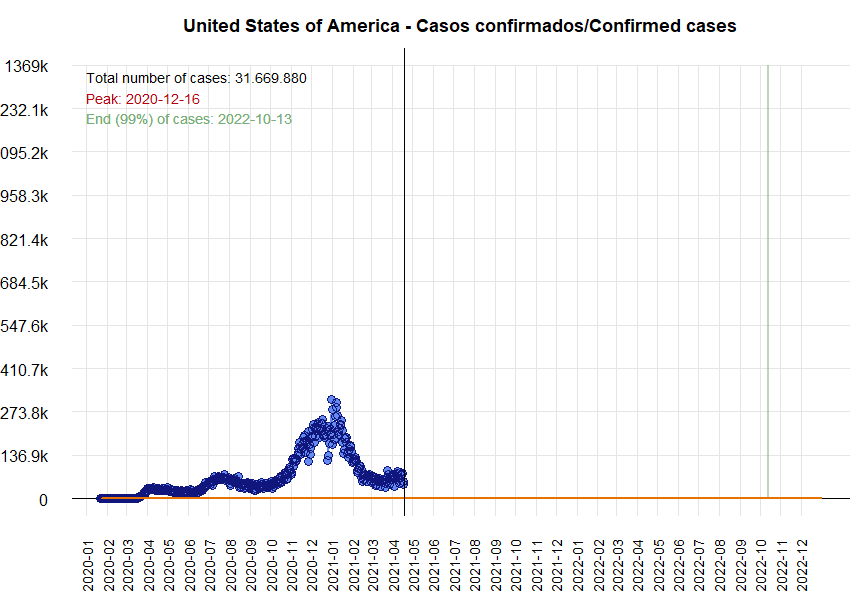 United States of America - Casos confirmados/Confirmed cases
1369k
232.1k
095.2k
958.3k
821.4k
684.5k
547.6k
410.7k
273.8k
136.9k
0
Total number of cases: 31.669.880
Peak: 2020-12-16
End (99%) of cases: 2022-10-13
2020-01
2020-02
2020-03
2020-04
2020-05
2020-06
2020-07
2020-08
2020-09
2020-10
2020-11
2020-12
2021-01
2021-02
2021-03
2021-04
2021-05
2021-06
2021-07
2021-08
2021-09
2021-10
2021-11
2021-12
2022-01
2022-02
2022-03
2022-04
2022-05
2022-06
2022-07
2022-08
2022-09
2022-10
2022-11
2022-12